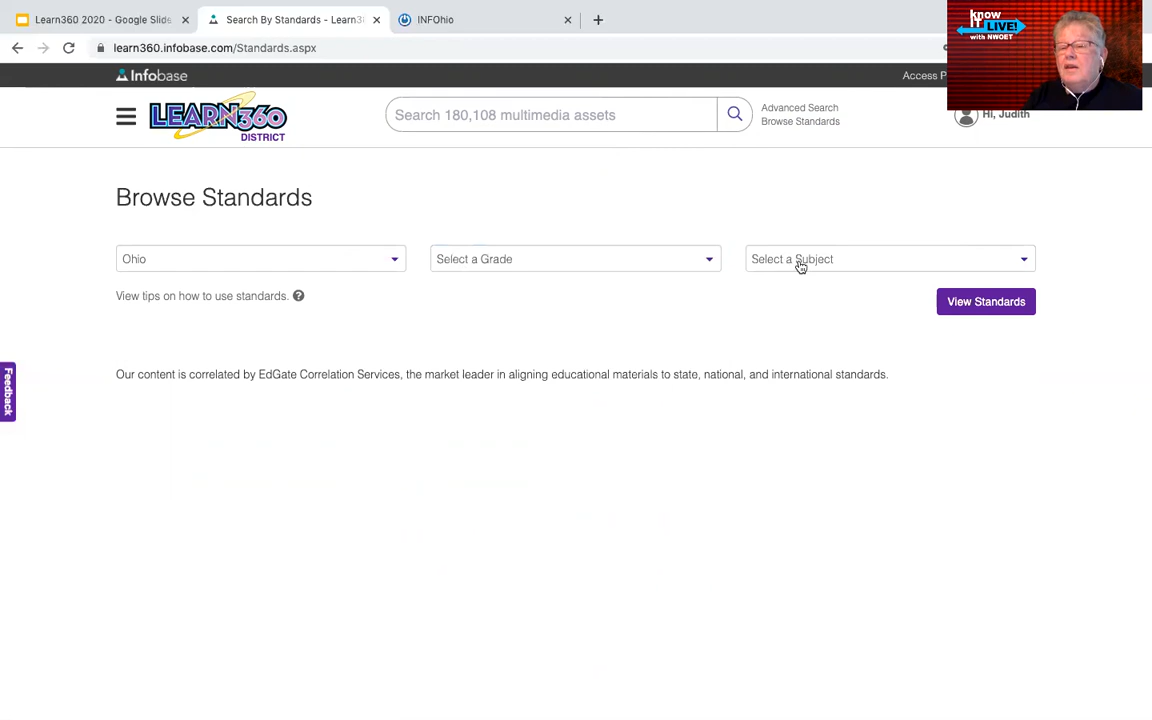 Learn360 2020 - Google Slide
Search By Standards - Learn3
INFOhio
learn360.infobase.com/Standards.aspx
know IT LIVE!
with NWOET
Infobase
Access P
LEARN360
DISTRICT
Search 180,108 multimedia assets
Advanced Search
Browse Standards
Hi, Judith
Browse Standards
Ohio
Select a Grade
Select a Subject
View tips on how to use standards. ?
View Standards
Our content is correlated by EdGate Correlation Services, the market leader in aligning educational materials to state, national, and international standards.
Feedback